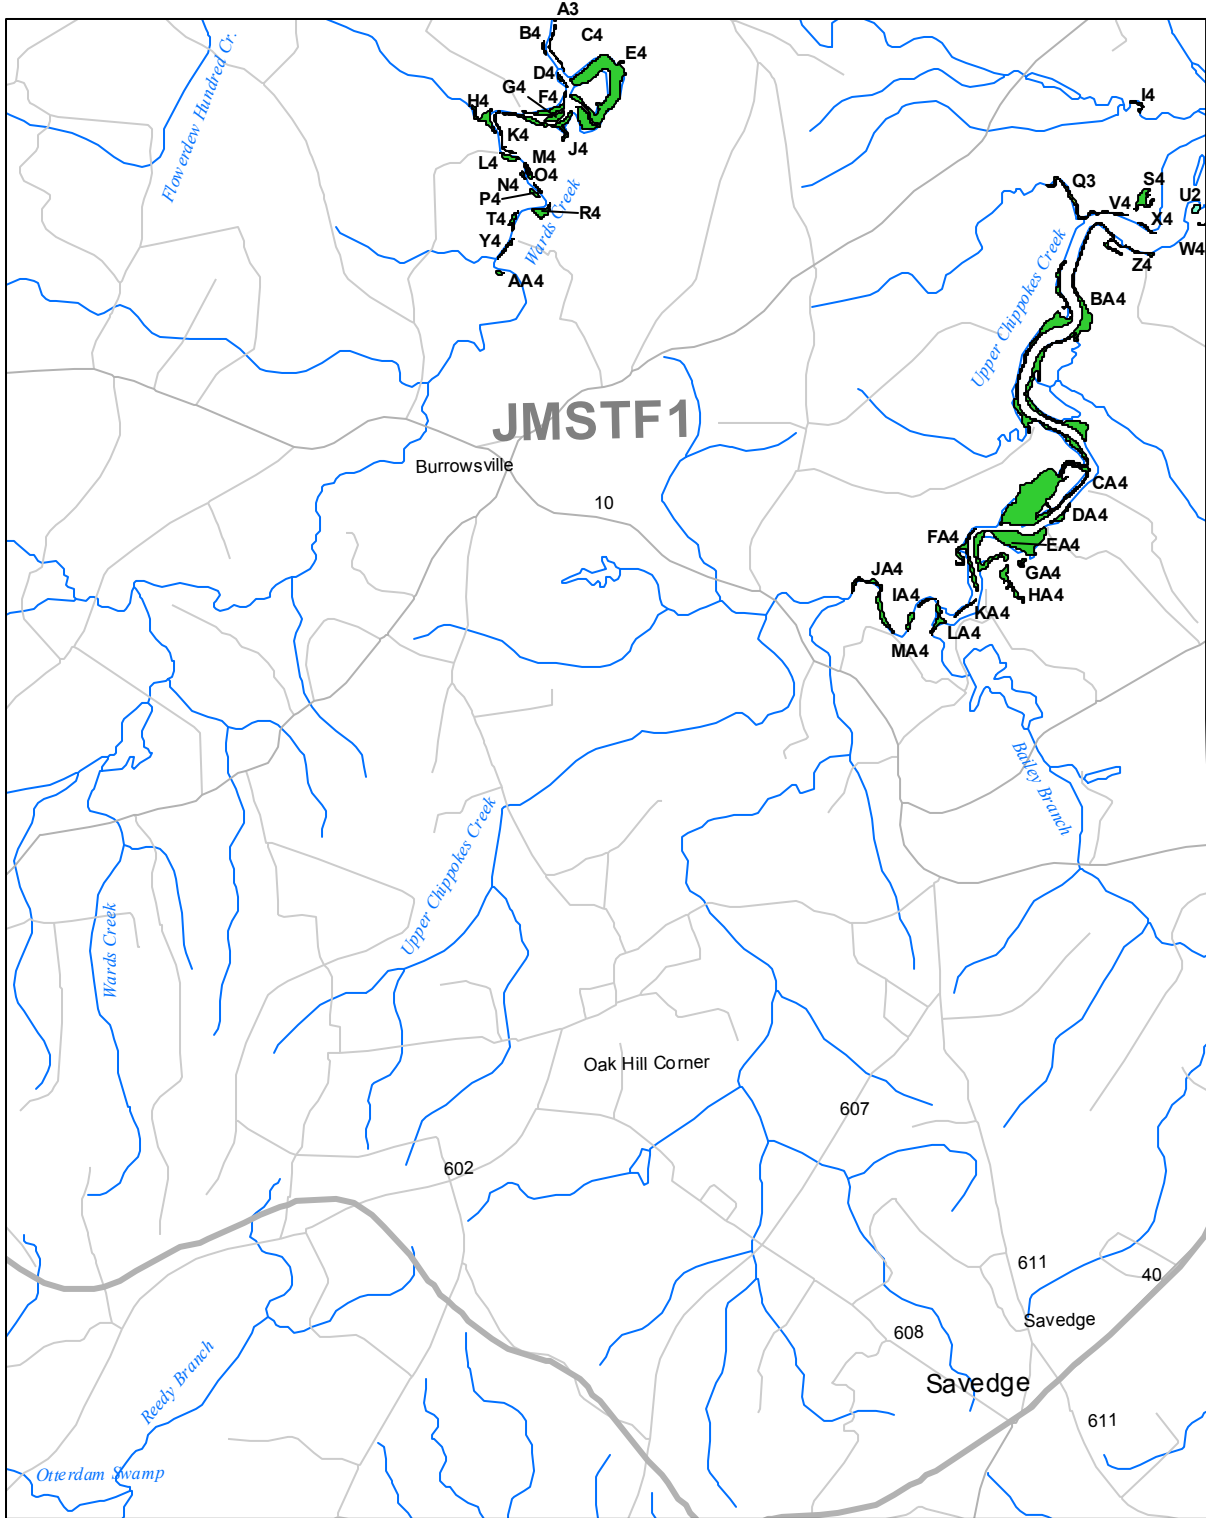 A3
B4
C4
E4
D4
G4
F4
H4
I4
K4
J4
L4
M4
O4
N4
P4
R4
T4
Y4
AA4
Flowerdew Hundred Cr.
Wards Creek
Q3
S4
U2
V4
X4
W4
Z4
BA4
Upper Chippokes Creek
JMSTF1
Burrowsville
10
CA4
DA4
FA4
EA4
GA4
JA4
HA4
IA4
KA4
LA4
MA4
Bailey Branch
Upper Chippokes Creek
Wards Creek
Oak Hill Corner
607
602
611
40
Savedge
608
Savedge
611
Reedy Branch
Otterdam Swamp